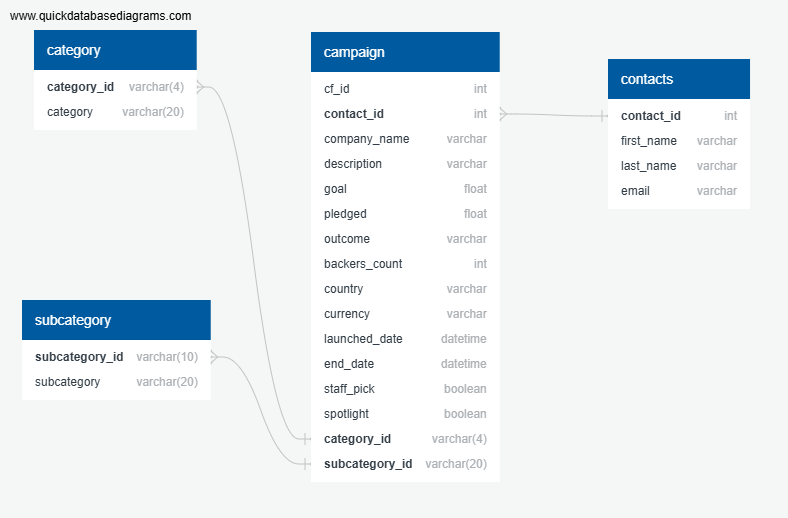 www.quickdatabasediagrams.com
category
category_id varchar(4)
category varchar(20)
subcategory
subcategory_id varchar(10)
subcategory varchar(20)
campaign
cf_id int
contact_id int
company_name varchar
description varchar
goal float
pledged float
outcome varchar
backers_count int
country varchar
currency varchar
launched_date datetime
end_date datetime
staff_pick boolean
spotlight boolean
category_id varchar(4)
subcategory_id varchar(20)
contacts
contact_id int
first_name varchar
last_name varchar
email varchar